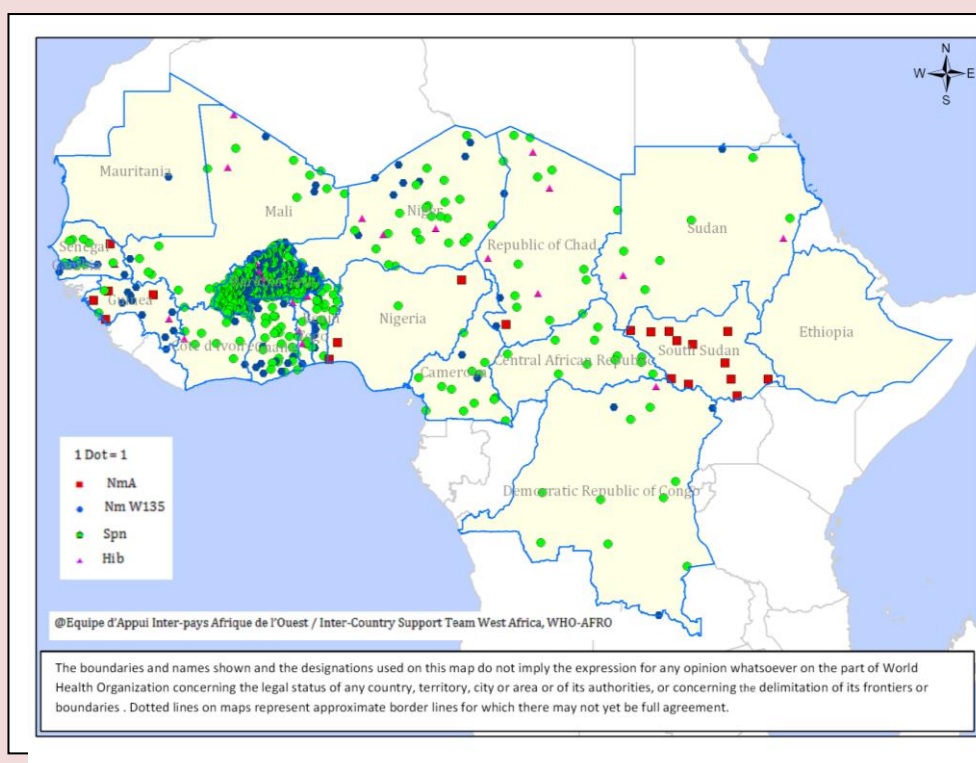 N
W E
S
Mauritania
Mali
Niger
Republic of Chad
Sudan
Senegal
Guinea
Nigeria
Ethiopia
Côte d'Ivoire
South Sudan
Central African Republic
Cameroon
Democratic Republic of Congo
1 Dot = 1
NmA
Nm W135
Spn
Hib
@Equipe d'Appui Inter-pays Afrique de l'Ouest / Inter-Country Support Team West Africa, WHO-AFRO
The boundaries and names shown and the designations used on this map do not imply the expression for any opinion whatsoever on the part of World
Health Organization concerning the legal status of any country, territory, city or area or of its authorities, or concerning the delimitation of its frontiers or
boundaries . Dotted lines on maps represent approximate border lines for which there may not yet be full agreement.